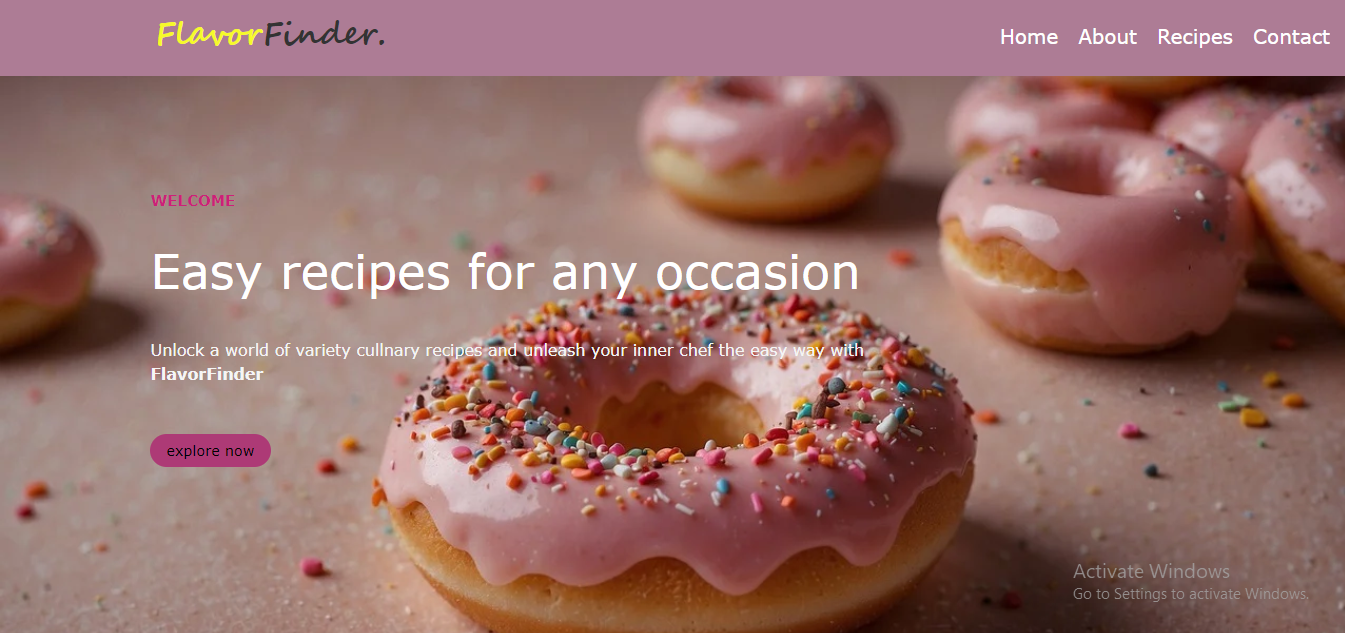 FlavorFinder.
Home About Recipes Contact
WELCOME
Easy recipes for any occasion
Unlock a world of variety cullnary recipes and unleash your inner chef the easy way with
FlavorFinder
explore now
Activate Windows
Go to Settings to activate Windows.